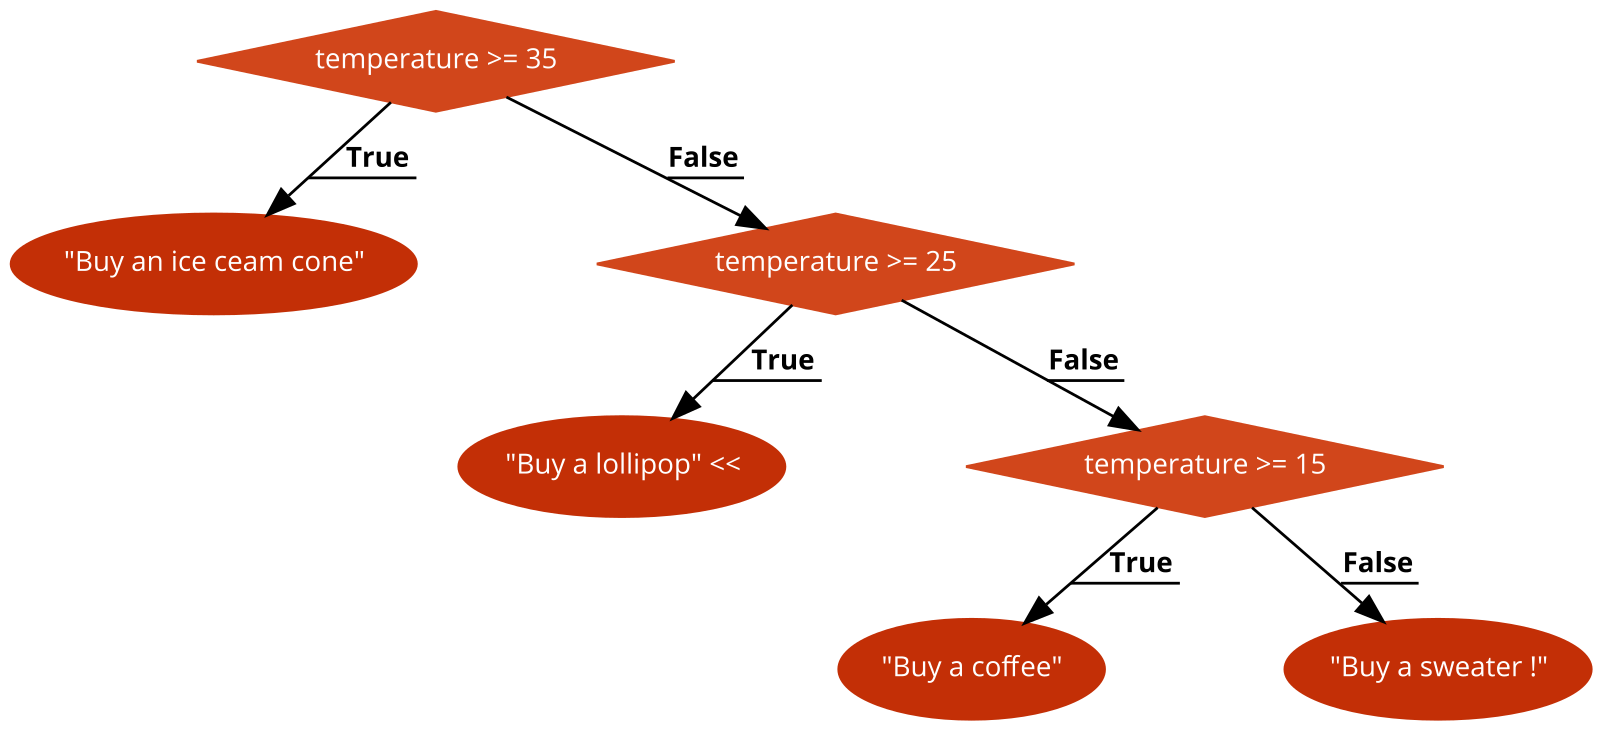 temperature >= 35
True
False
"Buy an ice ceam cone"
temperature >= 25
True
False
"Buy a lollipop" <<
temperature >= 15
True
False
"Buy a coffee"
"Buy a sweater !"